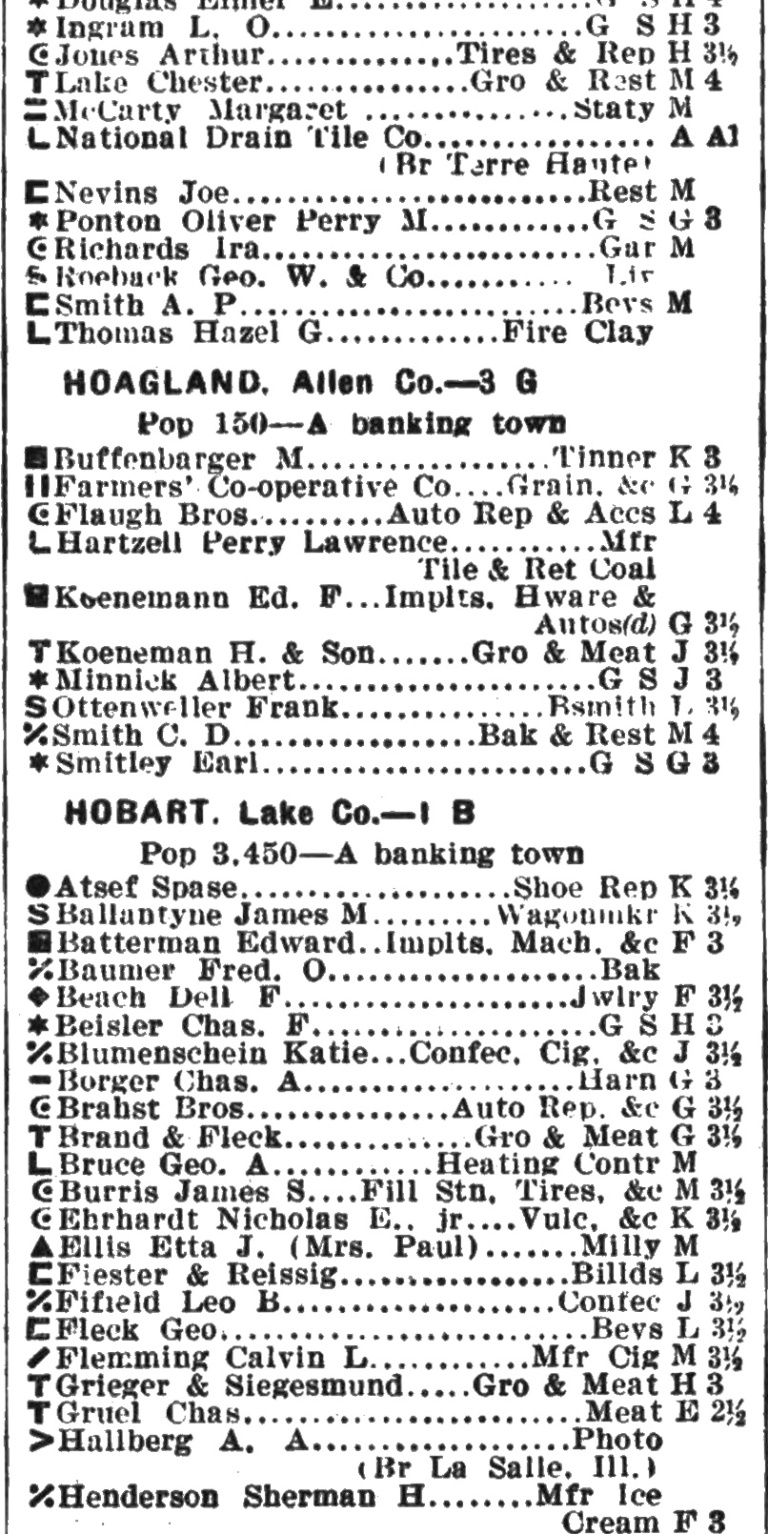 * Douglas Elmer E....................G S H 4
* Ingram L. O.......................G S H 3
Jones Arthur..............Tires & Rep H 3½
T Lake Chester..............Gro & Rest M 4
McCarty Margaret ...............Staty M
L National Drain Tile Co................. A A1
(Br Terre Haute)
Nevins Joe............................Rest M
* Ponton Oliver Perry M............G S G 3
Richards Ira...........................Gar M
Roeback Geo. W. & Co........... Liv
Smith A. P..........................Bevs M
L Thomas Hazel G.............Fire Clay
HOAGLAND, Allen Co.—3 G
Pop 150—A banking town
■ Buffenbarger M...................Tinner K 3
Farmers' Co-operative Co....Grain, &c G 3½
Flaugh Bros..........Auto Rep & Accs L 4
L Hartzell Perry Lawrence...........Mfr
Tile & Ret Coal
Koenemann Ed. F...Implts, Hware &
Autos(d) G 3½
T Koeneman H. & Son.......Gro & Meat J 3½
* Minnick Albert.....................G S J 3
S Ottenweller Frank...............Bsmith L 3½
% Smith C. D.................Bak & Rest M 4
* Smitley Earl.......................G S G 3
HOBART, Lake Co.—1 B
Pop 3,450—A banking town
● Atsef Spase....................Shoe Rep K 3½
S Ballantyne James M.........Wagonmkr K 3½
Batterman Edward..Implts, Mach, &c F 3
% Baumer Fred. O....................Bak
◆ Beach Dell F.....................Jwlry F 3½
* Beisler Chas. F....................G S H 3
% Blumenschein Katie...Confec, Cig, &c J 3½
– Borger Chas. A....................Harn G 3
Brahst Bros...............Auto Rep, &c G 3½
T Brand & Fleck..............Gro & Meat G 3½
L Bruce Geo. A............Heating Contr M
Burris James S....Fill Stn, Tires, &c M 3½
Ehrhardt Nicholas E., jr....Vulc, &c K 3½
▲ Ellis Etta J. (Mrs. Paul).......Milly M
Fiester & Reissig.................Billds L 3½
% Fifield Leo B....................Confec J 3½
Fleck Geo...........................Bevs L 3½
Flemming Calvin L............Mfr Cig M 3½
T Grieger & Siegesmund.....Gro & Meat H 3
T Gruel Chas.........................Meat E 2½
> Hallberg A. A...................Photo
(Br La Salle, Ill.)
% Henderson Sherman H........Mfr Ice
Cream F 3